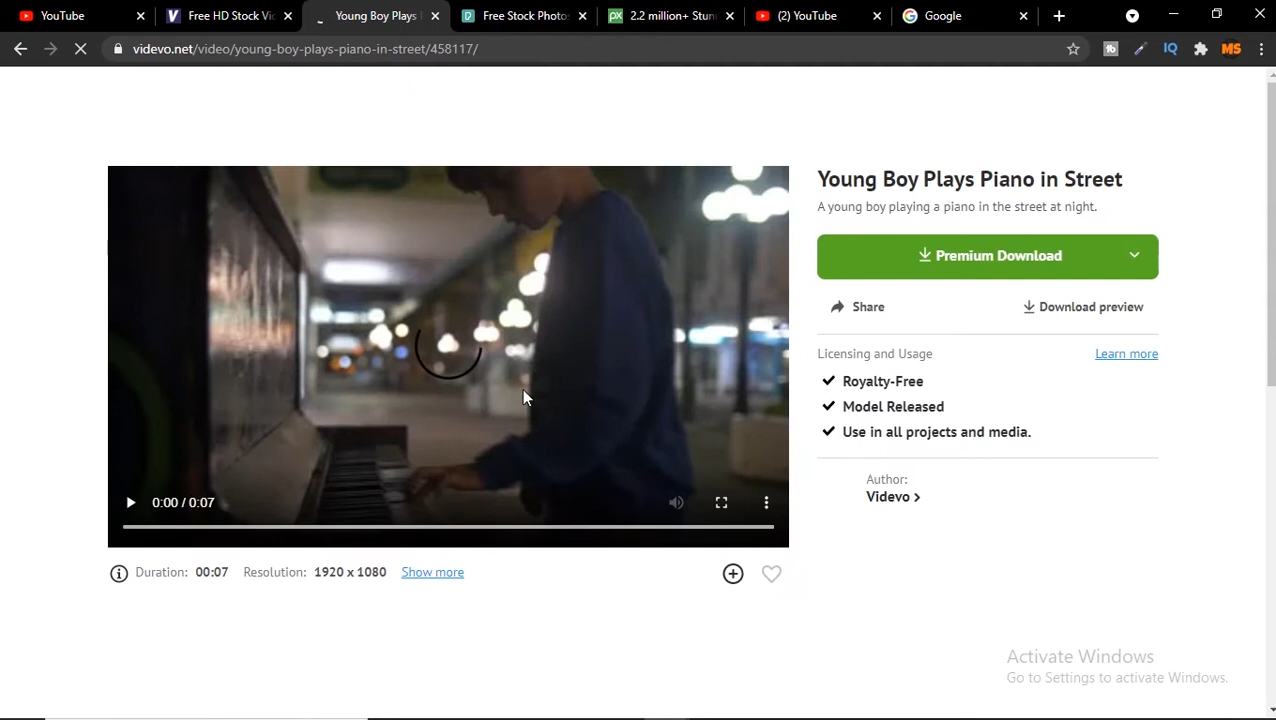 YouTube
Free HD Stock Vi
Young Boy Plays
Free Stock Photo
2.2 million+ Stun
(2) YouTube
Google
videvo.net/video/young-boy-plays-piano-in-street/458117/
tb
IQ
MS
Young Boy Plays Piano in Street
A young boy playing a piano in the street at night.
Premium Download
Share
Download preview
Licensing and Usage
Learn more
Royalty-Free
Model Released
Use in all projects and media.
Author:
Videvo
0:00 / 0:07
Duration: 00:07 Resolution: 1920 x 1080 Show more
Activate Windows
Go to Settings to activate Windows.